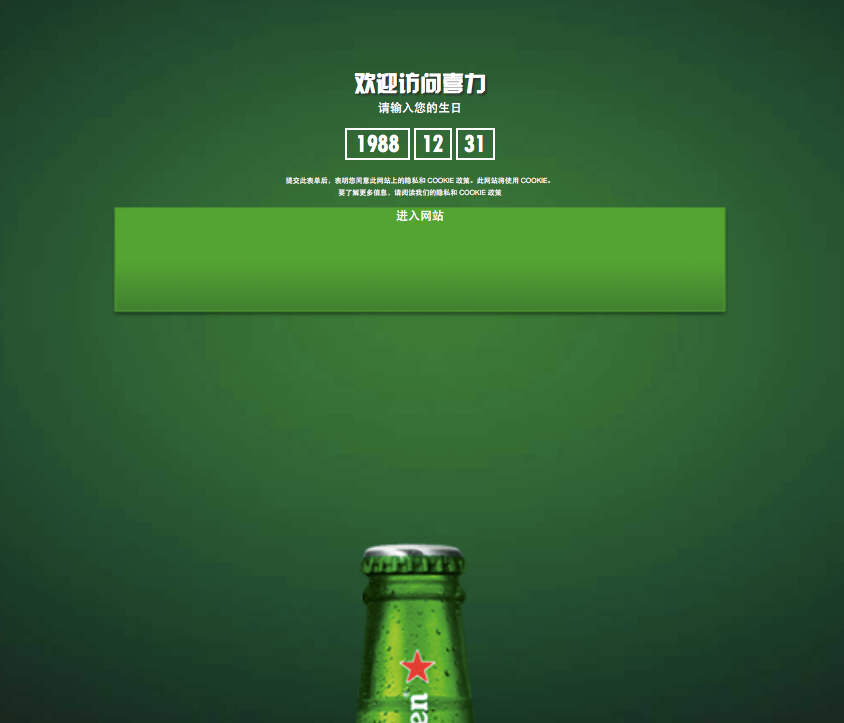 欢迎访问喜力
请输入您的生日
1988 12 31
提交此表单后，表明您同意此网站上的隐私和 COOKIE 政策。此网站将使用 COOKIE。
要了解更多信息，请阅读我们的隐私和 COOKIE 政策
进入网站
en